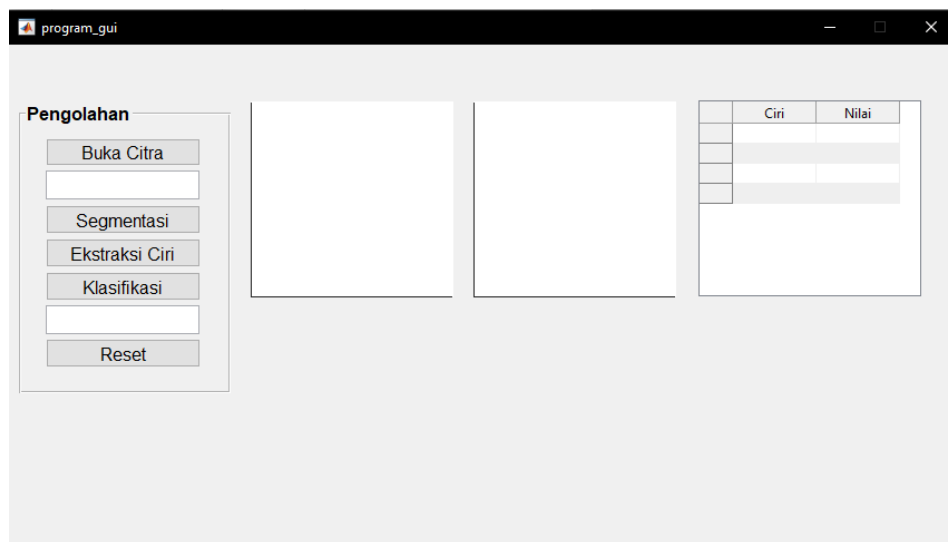 program_gui
Pengolahan
Buka Citra
Segmentasi
Ekstraksi Ciri
Klasifikasi
Reset
Ciri Nilai